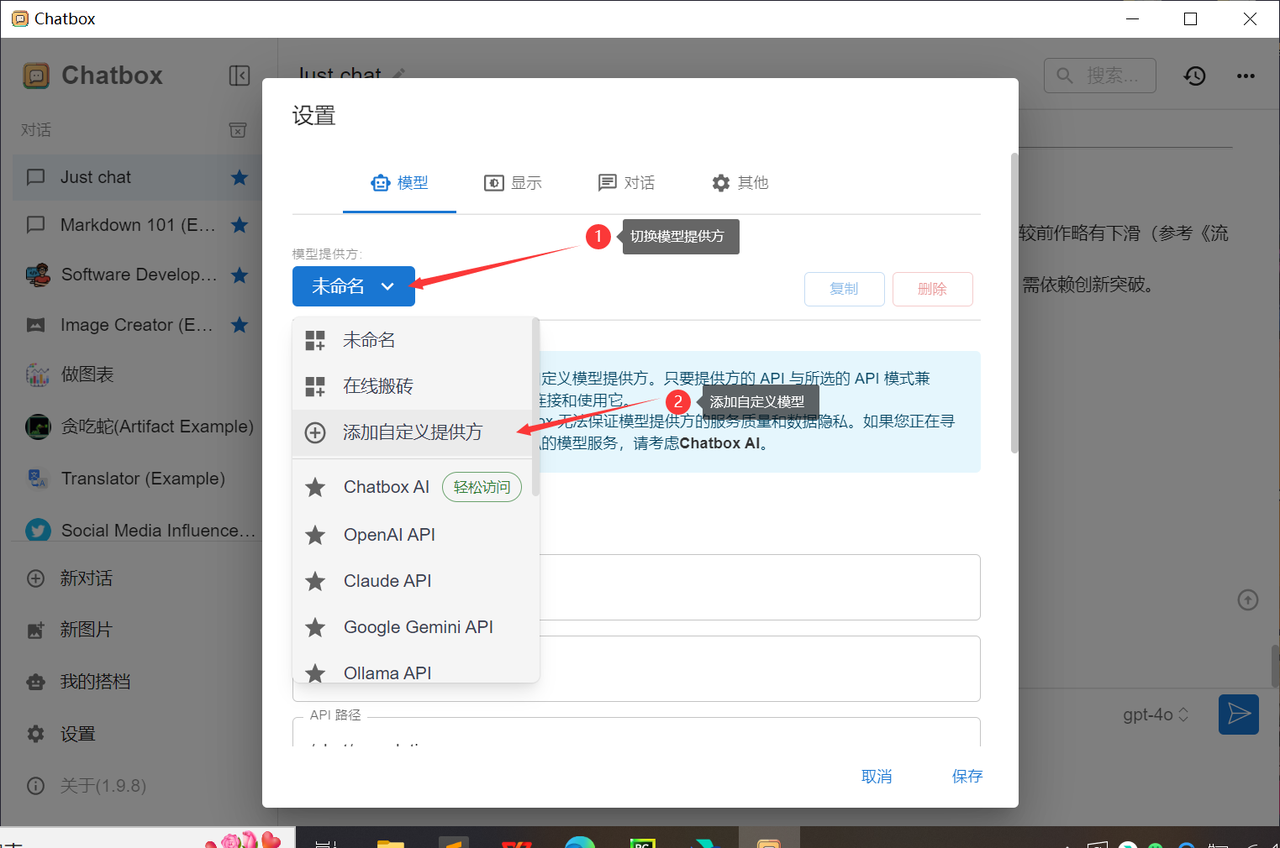 Chatbox
Chatbox
Just chat
搜索...
对话
Just chat
Markdown 101 (E...
Software Develop...
Image Creator (E...
做图表
贪吃蛇(Artifact Example)
Translator (Example)
Social Media Influence...
新对话
新图片
我的搭档
设置
关于(1.9.8)
较前作略有下滑（参考《流
需依赖创新突破。
gpt-4o
设置
模型
显示
对话
其他
模型提供方:
1
切换模型提供方
未命名
复制
删除
未命名
在线搬砖
添加自定义提供方
Chatbox AI
轻松访问
OpenAI API
Claude API
Google Gemini API
Ollama API
定义模型提供方。只要提供方的 API 与所选的 API 模式兼
连接和使用它。
2
添加自定义模型
无法保证模型提供方的服务质量和数据隐私。如果您正在寻
的模型服务，请考虑Chatbox AI。
API 路径
取消
保存